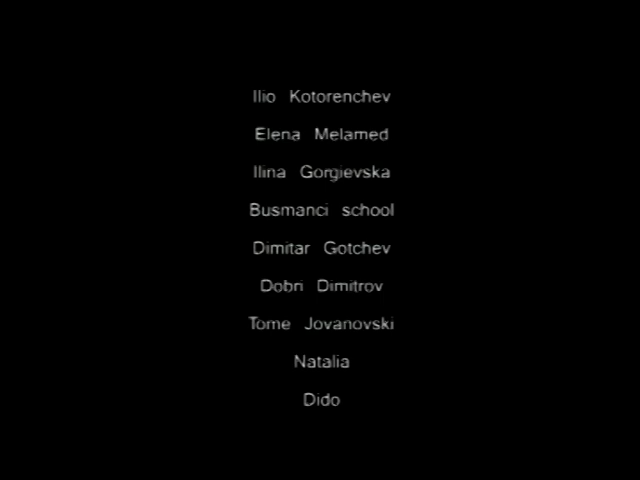 Ilio Kotorenchev
Elena Melamed
Ilina Gorgievska
Busmanci school
Dimitar Gotchev
Dobri Dimitrov
Tome Jovanovski
Natalia
Dido